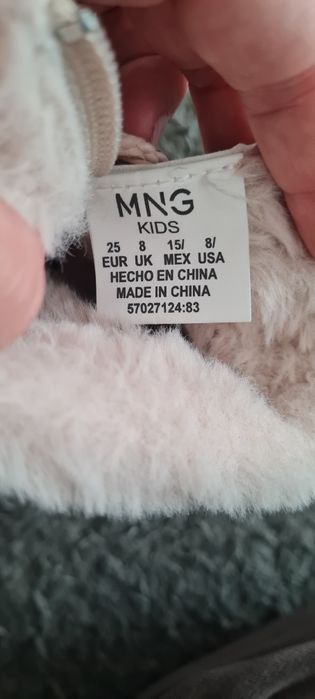 MNG
KIDS
25 8 15/ 8/
EUR UK MEX USA
HECHO EN CHINA
MADE IN CHINA
57027124:83